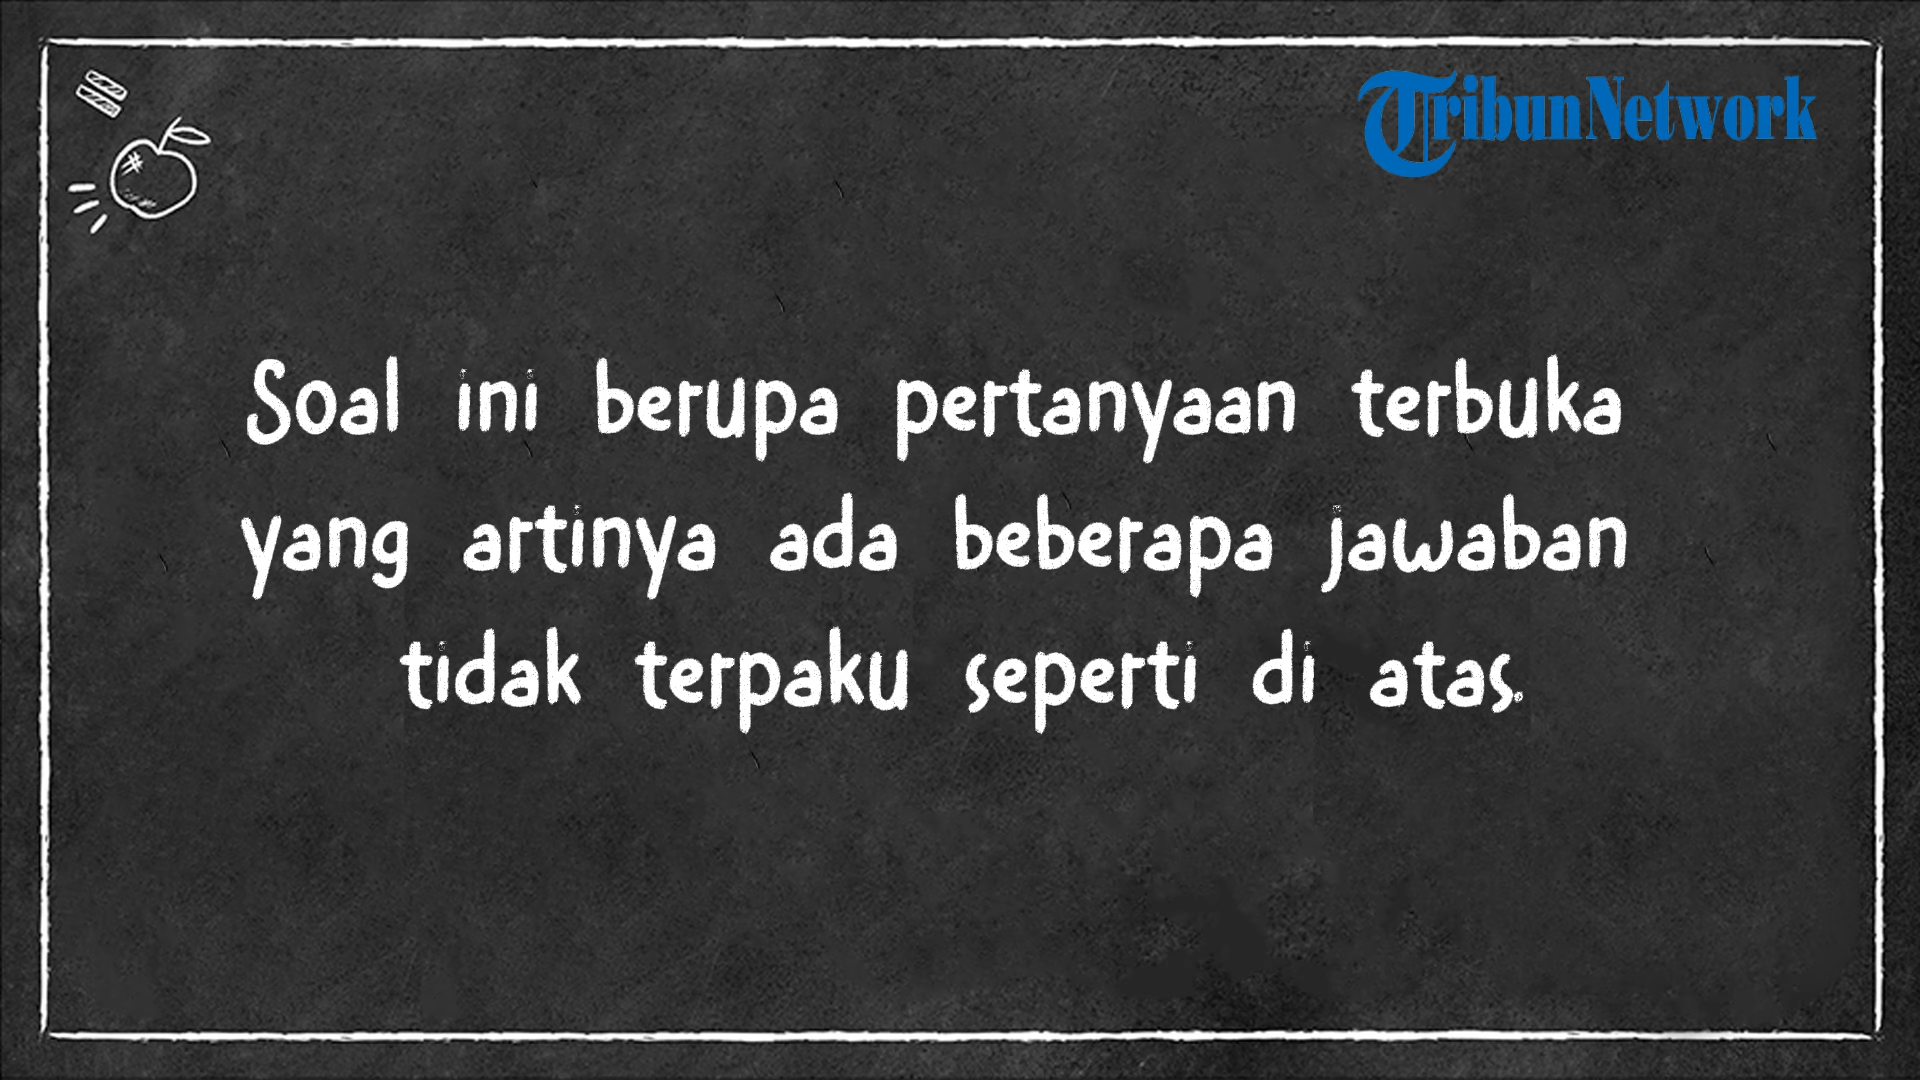 TribunNetwork
Soal ini berupa pertanyaan terbuka
yang artinya ada beberapa jawaban
tidak terpaku seperti di atas.